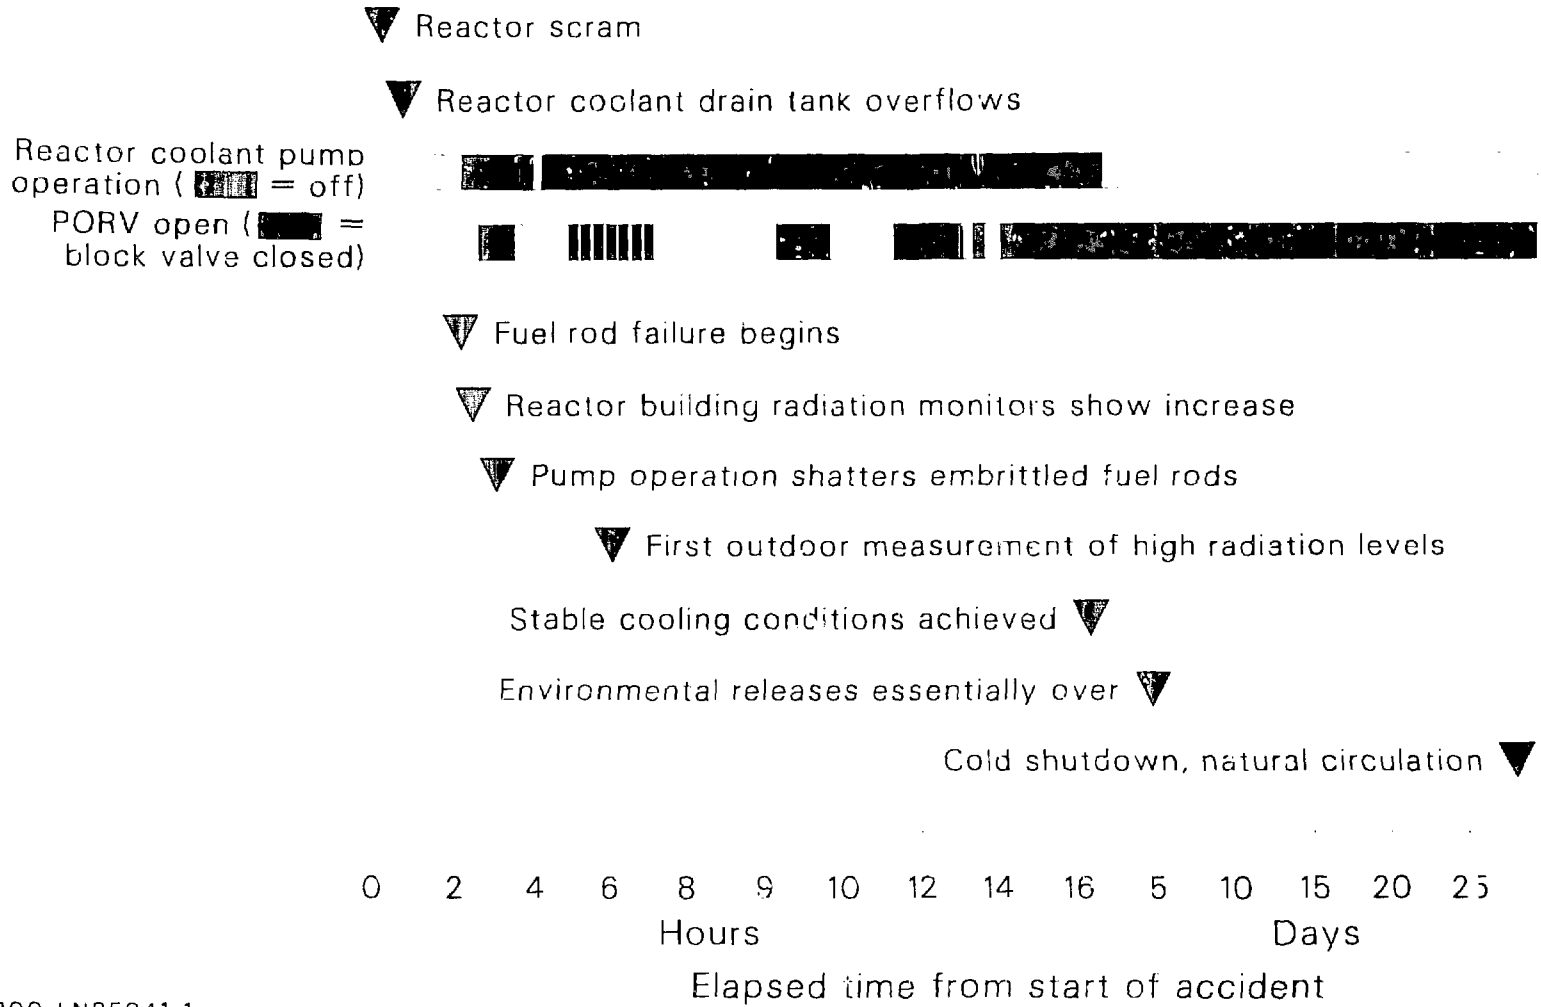 Reactor scram
Reactor coolant drain tank overflows
Reactor coolant pump
operation ( = off)
PORV open ( =
block valve closed)
Fuel rod failure begins
Reactor building radiation monitors show increase
Pump operation shatters embrittled fuel rods
First outdoor measurement of high radiation levels
Stable cooling conditions achieved
Environmental releases essentially over
Cold shutdown, natural circulation
0 2 4 6 8 9 10 12 14 16 5 10 15 20 25
Hours Days
Elapsed time from start of accident